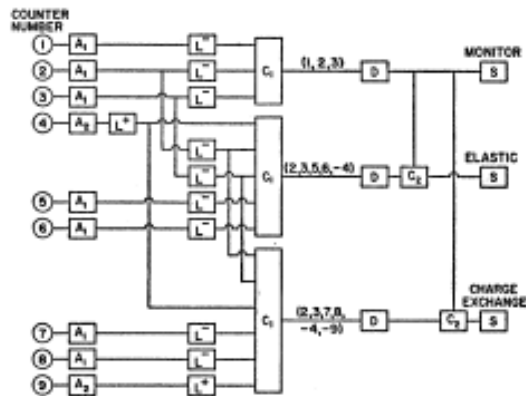 COUNTER
NUMBER
1 A₁ L⁻
2 A₁ L⁻ C₁ (1, 2, 3) D MONITOR S
3 A₁ L⁻
4 A₂ L⁺
L⁻
L⁻ C₁ (2,3,5,6,-4) D C₂ ELASTIC S
5 A₁ L⁻
6 A₁ L⁻
C₁ (2,3,7,8,
-4,-9) D C₂ CHARGE
EXCHANGE S
7 A₁ L⁻
8 A₁ L⁻
9 A₂ L⁺